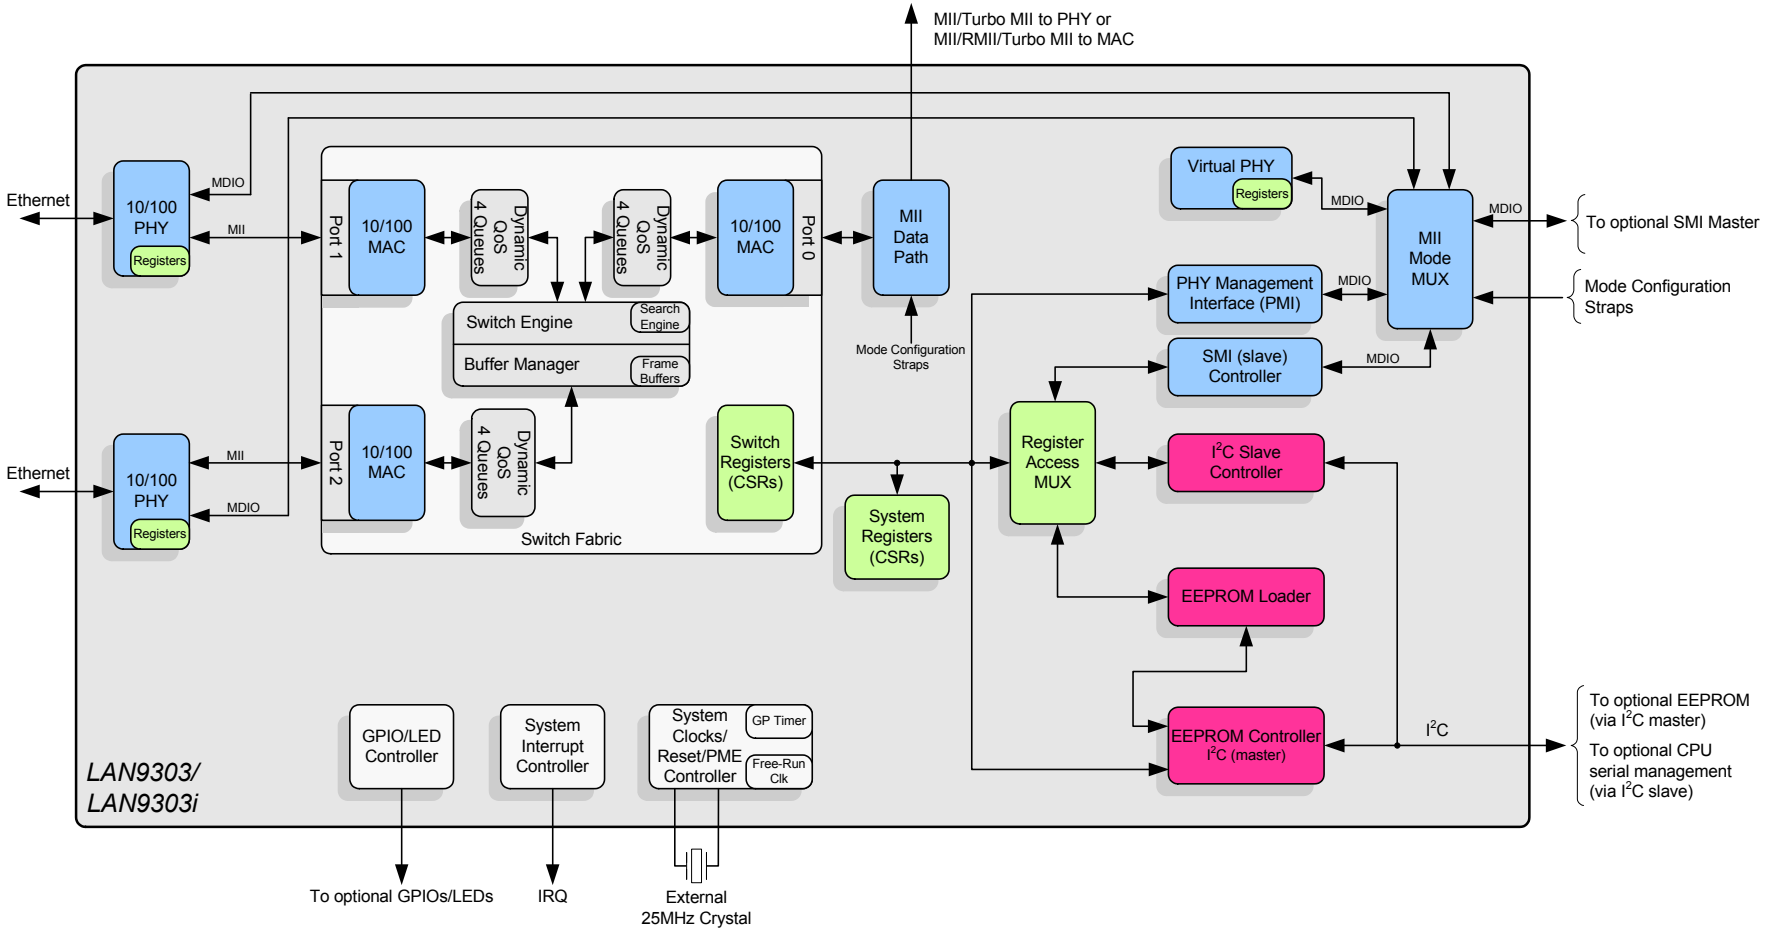 MII/Turbo MII to PHY or
MII/RMII/Turbo MII to MAC
Ethernet
10/100
PHY
Registers
MDIO
MII
Port 1
10/100
MAC
Dynamic
QoS
4 Queues
Dynamic
QoS
4 Queues
10/100
MAC
Port 0
MII
Data
Path
Mode Configuration
Straps
Switch Engine
Search
Engine
Buffer Manager
Frame
Buffers
Virtual PHY
Registers
MDIO
MII
Mode
MUX
MDIO
To optional SMI Master
Mode Configuration
Straps
PHY Management
Interface (PMI)
MDIO
SMI (slave)
Controller
MDIO
Ethernet
10/100
PHY
Registers
MII
MDIO
Port 2
10/100
MAC
Dynamic
QoS
4 Queues
Switch
Registers
(CSRs)
Switch Fabric
System
Registers
(CSRs)
Register
Access
MUX
I²C Slave
Controller
EEPROM Loader
EEPROM Controller
I²C (master)
I²C
To optional EEPROM
(via I²C master)
To optional CPU
serial management
(via I²C slave)
GPIO/LED
Controller
System
Interrupt
Controller
System
Clocks/
Reset/PME
Controller
GP Timer
Free-Run
Clk
LAN9303/
LAN9303i
To optional GPIOs/LEDs
IRQ
External
25MHz Crystal